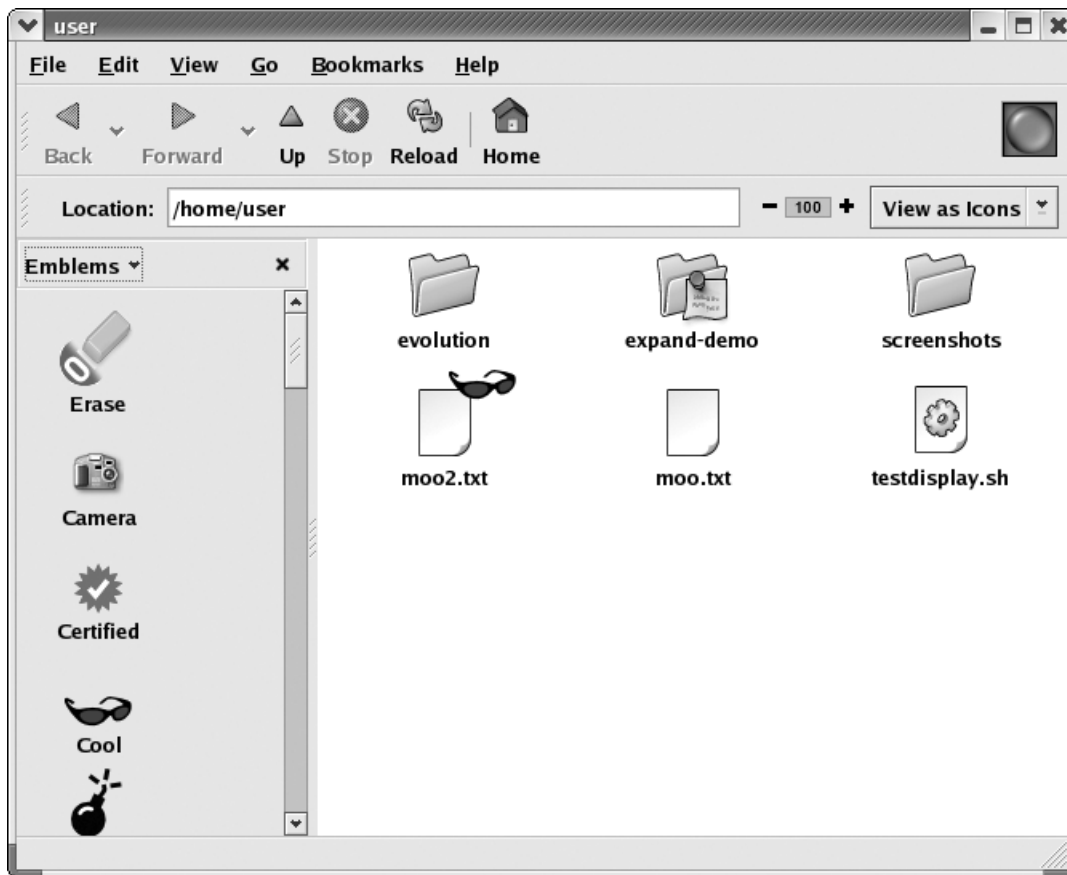 user
File Edit View Go Bookmarks Help
Back Forward Up Stop Reload Home
Location: /home/user 100 View as Icons
Emblems
Erase
Camera
Certified
Cool
evolution expand-demo screenshots
moo2.txt moo.txt testdisplay.sh